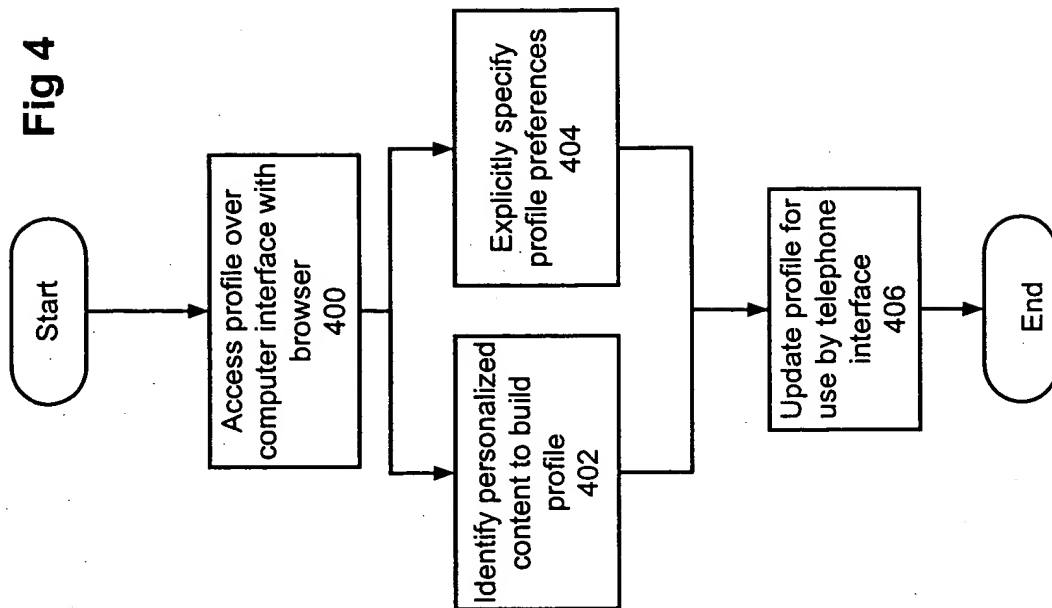 Fig 4
Start
Access profile over
computer interface with
browser
400
Identify personalized
content to build
profile
402
Explicitly specify
profile preferences
404
Update profile for
use by telephone
interface
406
End